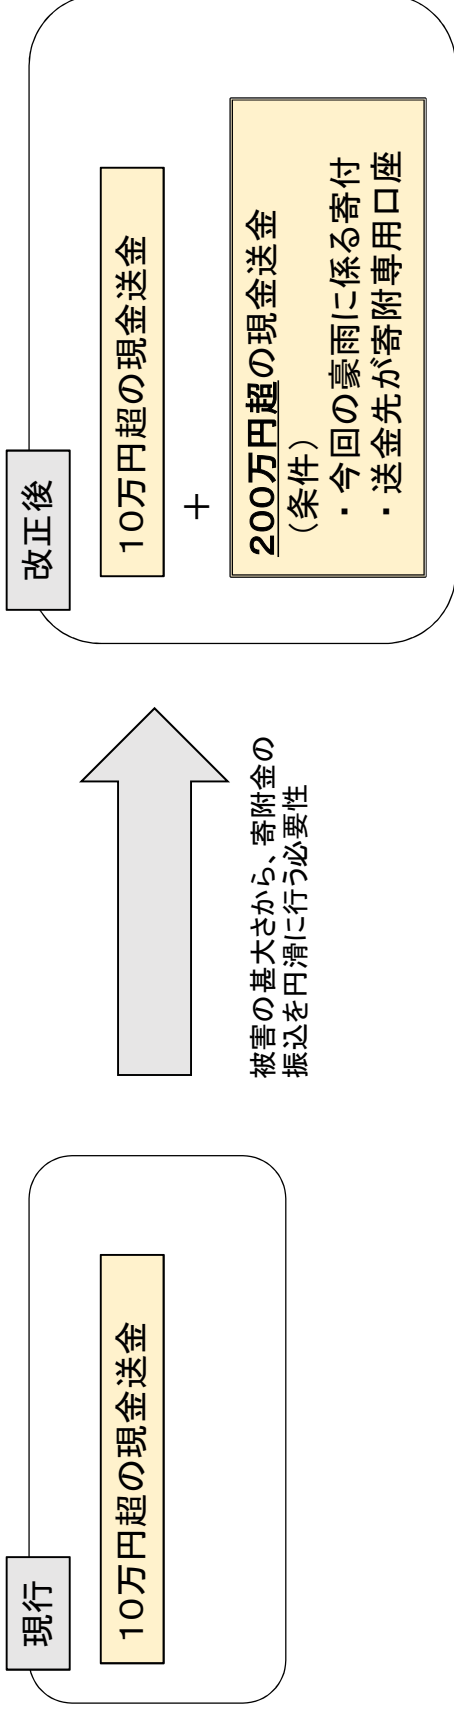 現行
10万円超の現金送金
被害の甚大さから、寄附金の
振込を円滑に行う必要性
改正後
10万円超の現金送金
＋
200万円超の現金送金
（条件）
・今回の豪雨に係る寄付
・送金先が寄附専用口座